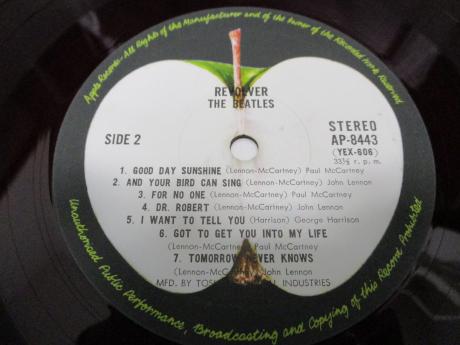 Apple Records-All Rights of the Manufacturer and of the Owner of the Recorded Work Reserved
REVOLVER
THE BEATLES
SIDE 2
STEREO
AP-8443
(YEX-606)
33⅓ r. p. m.
1. GOOD DAY SUNSHINE (Lennon-McCartney) Paul McCartney
2. AND YOUR BIRD CAN SING (Lennon-McCartney) John Lennon
3. FOR NO ONE (Lennon-McCartney) Paul McCartney
4. DR. ROBERT (Lennon-McCartney) John Lennon
5. I WANT TO TELL YOU (Harrison) George Harrison
6. GOT TO GET YOU INTO MY LIFE
(Lennon-McCartney) Paul McCartney
7. TOMORROW NEVER KNOWS
(Lennon-McCartney) John Lennon
MFD. BY INDUSTRIES
Unauthorised Public Performance, Broadcasting and Copying of this Record Prohibited